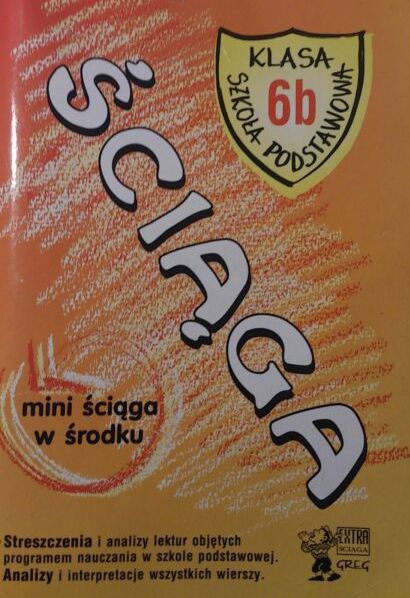 KLASA
6b
SZKOŁA PODSTAWOWA
ŚCIĄGA
mini ściąga
w środku
Streszczenia i analizy lektur objętych
programem nauczania w szkole podstawowej.
Analizy i interpretacje wszystkich wierszy.
EXTRA
ŚCIĄGA
GREG